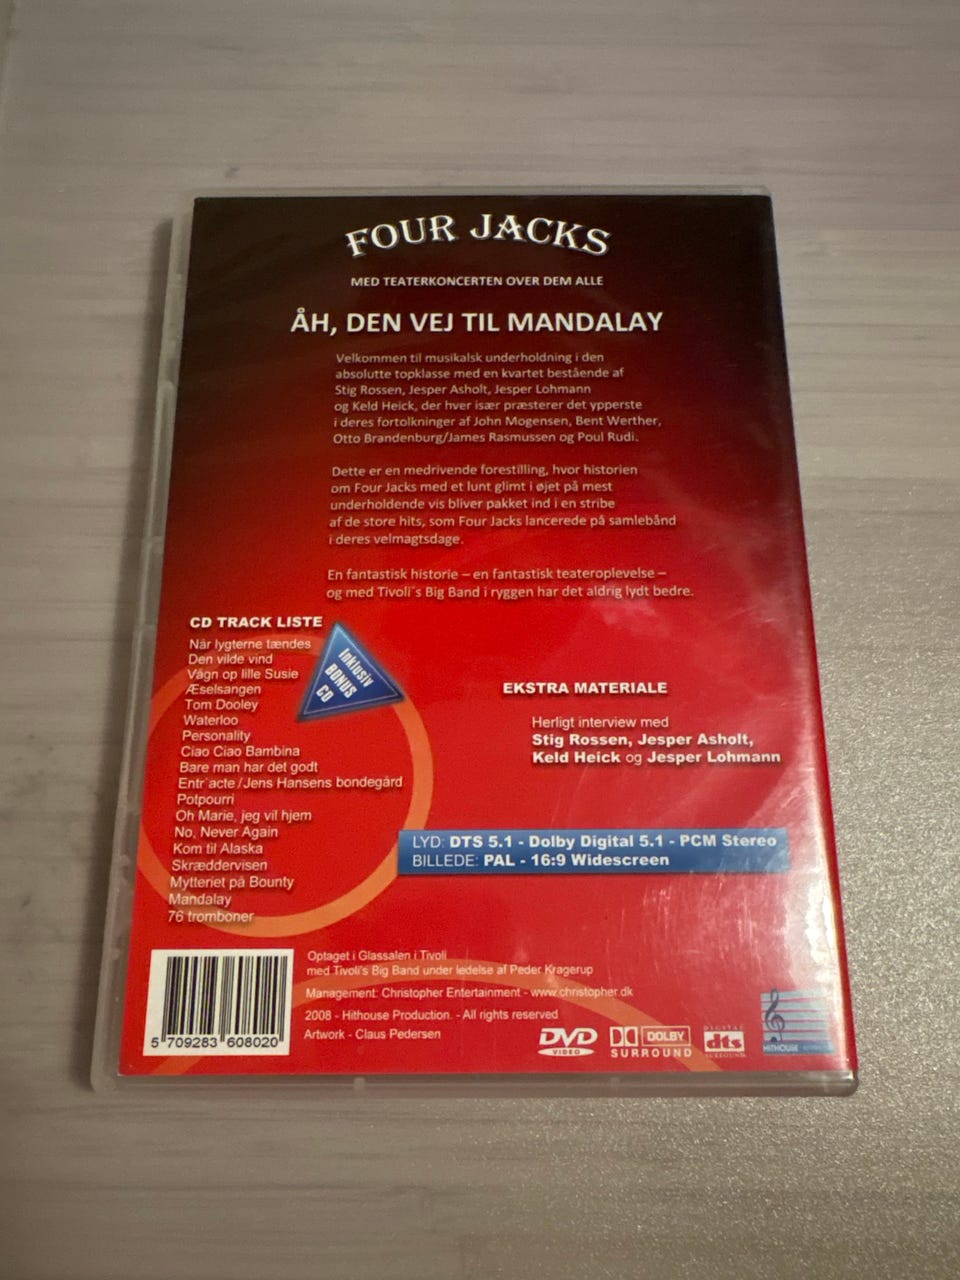 FOUR JACKS
MED TEATERKONCERTEN OVER DEM ALLE
ÅH, DEN VEJ TIL MANDALAY
Velkommen til musikalsk underholdning i den
absolutte topklasse med en kvartet bestående af
Stig Rossen, Jesper Asholt, Jesper Lohmann
og Keld Heick, der hver især præsterer det ypperste
i deres fortolkninger af John Mogensen, Bent Werther,
Otto Brandenburg/James Rasmussen og Poul Rudi.
Dette er en medrivende forestilling, hvor historien
om Four Jacks med et lunt glimt i øjet på mest
underholdende vis bliver pakket ind i en stribe
af de store hits, som Four Jacks lancerede på samlebånd
i deres velmagtsdage.
En fantastisk historie – en fantastisk teateroplevelse –
og med Tivoli´s Big Band i ryggen har det aldrig lydt bedre.
CD TRACK LISTE
Når lygterne tændes
Den vilde vind
Vågn op lille Susie
Æselsangen
Tom Dooley
Waterloo
Personality
Ciao Ciao Bambina
Bare man har det godt
Entr´acte/Jens Hansens bondegård
Potpourri
Oh Marie, jeg vil hjem
No, Never Again
Kom til Alaska
Skræddervisen
Mytteriet på Bounty
Mandalay
76 tromboner
Inklusiv
BONUS
CD
EKSTRA MATERIALE
Herligt interview med
Stig Rossen, Jesper Asholt,
Keld Heick og Jesper Lohmann
LYD: DTS 5.1 - Dolby Digital 5.1 - PCM Stereo
BILLEDE: PAL - 16:9 Widescreen
5 709283 608020
Optaget i Glassalen i Tivoli
med Tivoli's Big Band under ledelse af Peder Kragerup
Management: Christopher Entertainment - www.christopher.dk
2008 - Hithouse Production. - All rights reserved
Artwork - Claus Pedersen
DVD
VIDEO
DOLBY
SURROUND
DIGITAL
dts
SURROUND
HITHOUSE